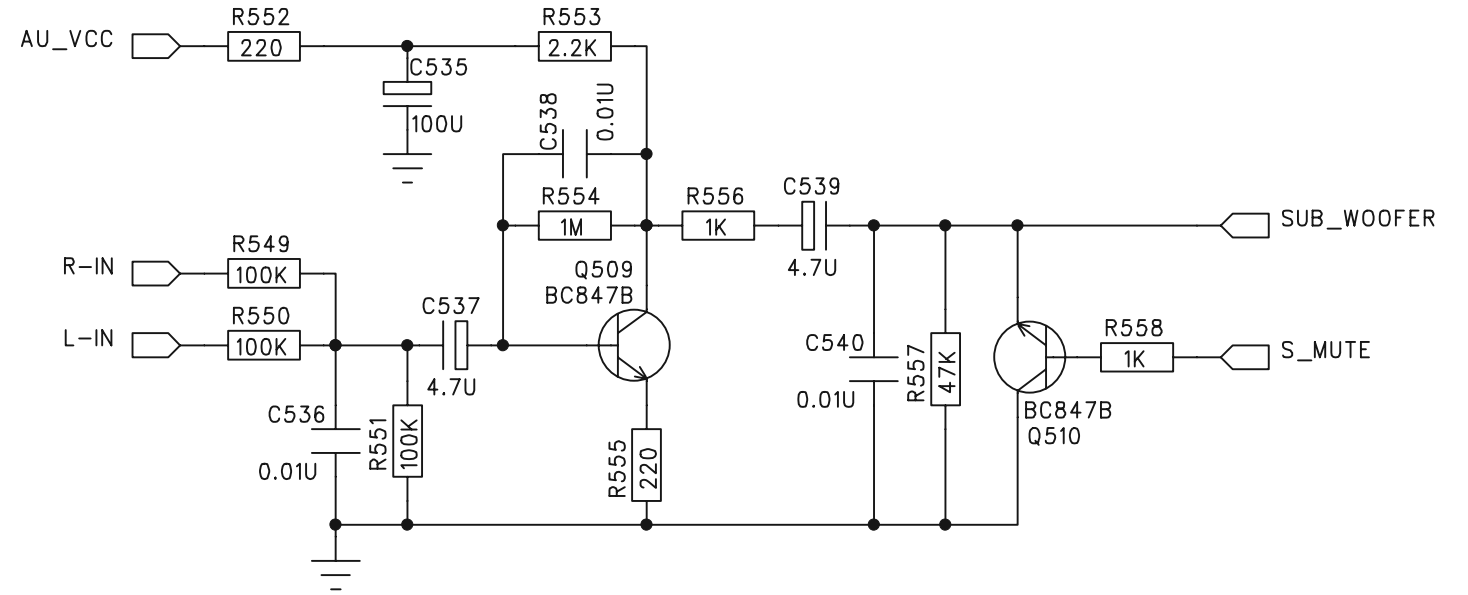 R552
R553
AU_VCC
220
2.2K
C535
100U
C538
0.01U
R554
1M
R556
1K
C539
4.7U
SUB_WOOFER
R549
R-IN
100K
Q509
BC847B
R550
L-IN
100K
C537
4.7U
C540
0.01U
R557
47K
R558
1K
S_MUTE
BC847B
Q510
C536
0.01U
R551
100K
R555
220